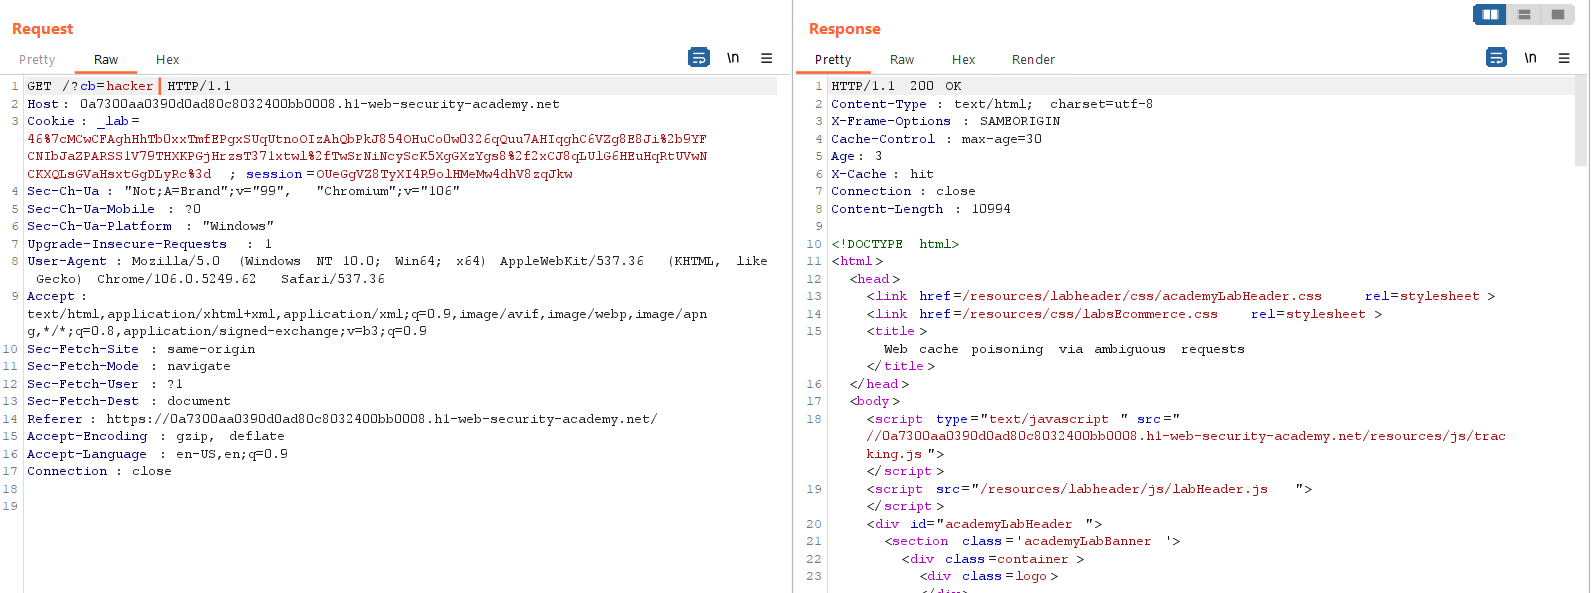 Request
Pretty Raw Hex
\n
1 GET /?cb=hacker HTTP/1.1
2 Host: 0a7300aa0390d0ad80c8032400bb0008.h1-web-security-academy.net
3 Cookie: _lab=
46%7cMCwCFAghHhTb0xxTmfEPgxSUqUtnoOIzAhQbPkJ854OHuCo0w0326qQuu7AHIqghC6VZg8E8Ji%2b9YF
CNIbJaZPARSS1V79THXKPGjHrzsT371xtwl%2fTwSrNiNcyScK5XgGXzYgs8%2f2xCJ8qLUlG6HEuHqRtUVwN
CKXQLsGVaHsxtGgDLyRc%3d ; session=OUeGgVZ8TyXI4R9olHMeMw4dhV8zqJkw
4 Sec-Ch-Ua: "Not;A=Brand";v="99", "Chromium";v="106"
5 Sec-Ch-Ua-Mobile : ?0
6 Sec-Ch-Ua-Platform : "Windows"
7 Upgrade-Insecure-Requests : 1
8 User-Agent: Mozilla/5.0 (Windows NT 10.0; Win64; x64) AppleWebKit/537.36 (KHTML, like
Gecko) Chrome/106.0.5249.62 Safari/537.36
9 Accept:
text/html,application/xhtml+xml,application/xml;q=0.9,image/avif,image/webp,image/apn
g,*/*;q=0.8,application/signed-exchange;v=b3;q=0.9
10 Sec-Fetch-Site : same-origin
11 Sec-Fetch-Mode : navigate
12 Sec-Fetch-User : ?1
13 Sec-Fetch-Dest : document
14 Referer: https://0a7300aa0390d0ad80c8032400bb0008.h1-web-security-academy.net/
15 Accept-Encoding : gzip, deflate
16 Accept-Language : en-US,en;q=0.9
17 Connection : close
18
19
Response
Pretty Raw Hex Render
\n
1 HTTP/1.1 200 OK
2 Content-Type: text/html; charset=utf-8
3 X-Frame-Options : SAMEORIGIN
4 Cache-Control : max-age=30
5 Age: 3
6 X-Cache: hit
7 Connection : close
8 Content-Length : 10994
9
10 <!DOCTYPE html>
11 <html>
12 <head>
13 <link href=/resources/labheader/css/academyLabHeader.css rel=stylesheet>
14 <link href=/resources/css/labsEcommerce.css rel=stylesheet>
15 <title>
Web cache poisoning via ambiguous requests
</title>
16 </head>
17 <body>
18 <script type="text/javascript" src="
//0a7300aa0390d0ad80c8032400bb0008.h1-web-security-academy.net/resources/js/trac
king.js">
</script>
19 <script src="/resources/labheader/js/labHeader.js">
</script>
20 <div id="academyLabHeader">
21 <section class='academyLabBanner'>
22 <div class=container>
23 <div class=logo>
</div>